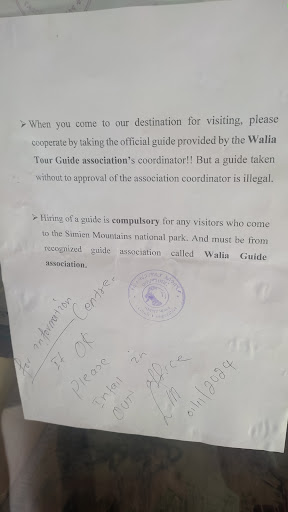 ➢ When you come to our destination for visiting, please
cooperate by taking the official guide provided by the Walia
Tour Guide association's coordinator!! But a guide taken
without to approval of the association coordinator is illegal.
➢ Hiring of a guide is compulsory for any visitors who come
to the Simien Mountains national park. And must be from
recognized guide association called Walia Guide
association.
for information
Centre.
It OK
Please
in
Our
office